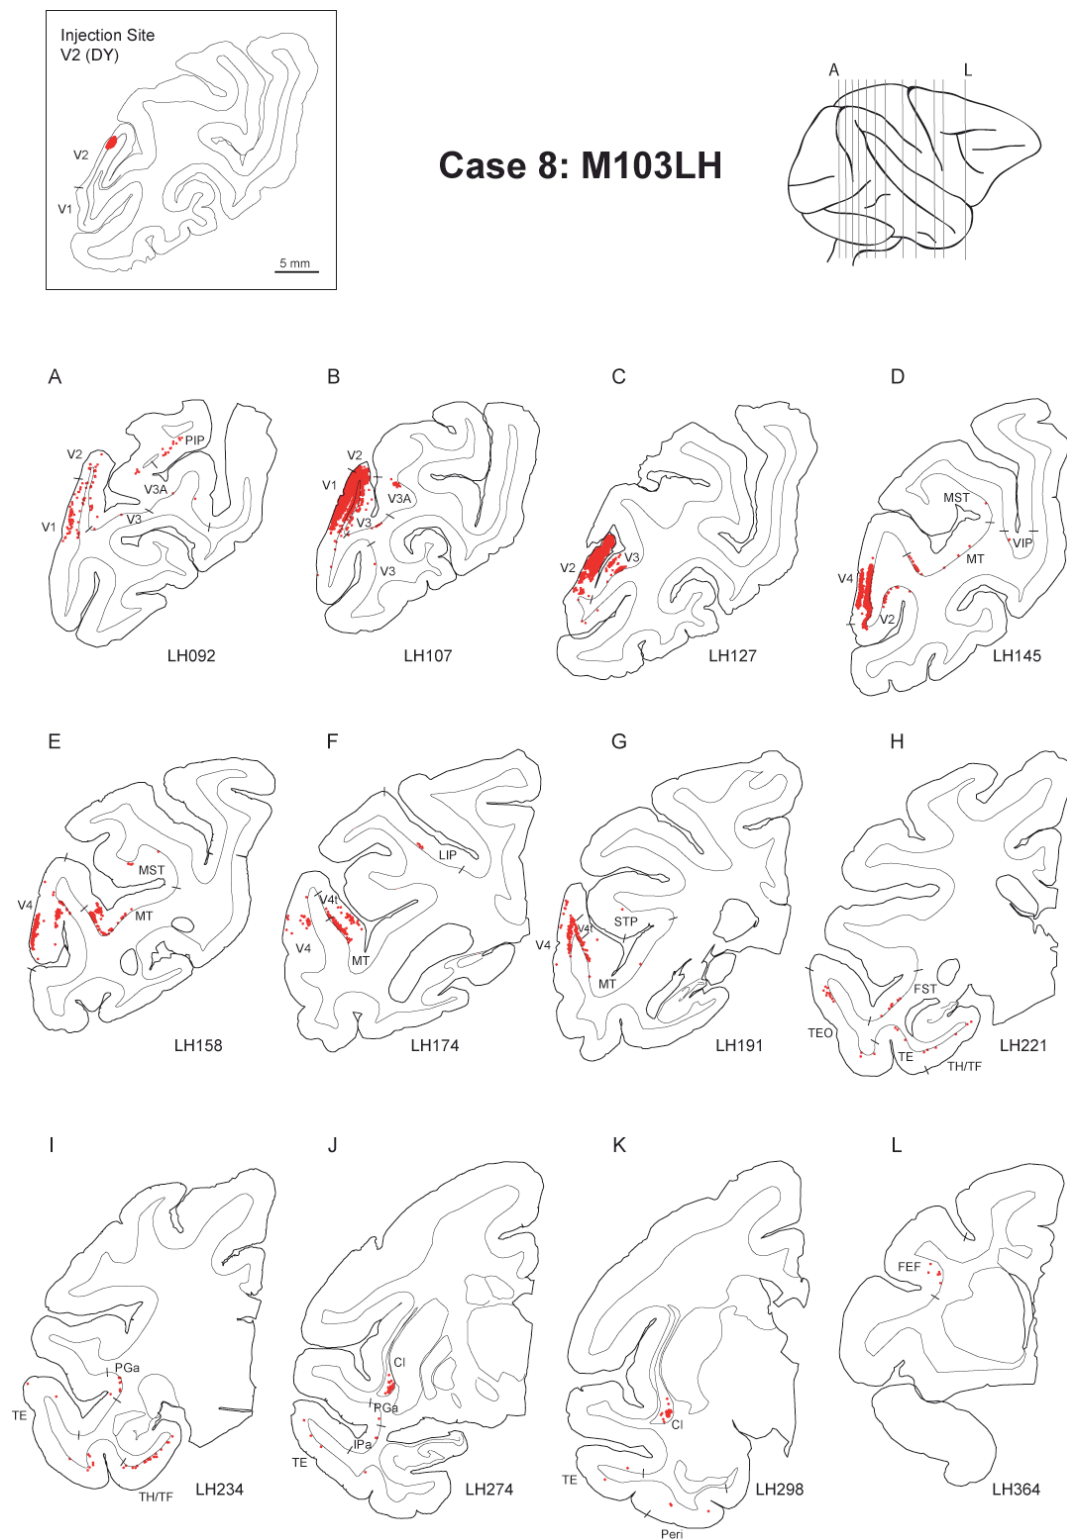 Injection Site
V2 (DY)
V2
V1
5 mm
Case 8: M103LH
A
L
A
B
C
D
V2
PIP
V3A
V1
V3
LH092
V2
V1
V3A
V3
V3
LH107
V2
V3
LH127
MST
VIP
MT
V4
V2
LH145
E
F
G
H
V4
MST
MT
LH158
LIP
V4t
V4
MT
LH174
STP
V4t
V4
MT
LH191
FST
TEO
TE
TH/TF
LH221
I
J
K
L
PGa
TE
TH/TF
LH234
Cl
PGa
IPa
TE
LH274
Cl
TE
Peri
LH298
FEF
LH364